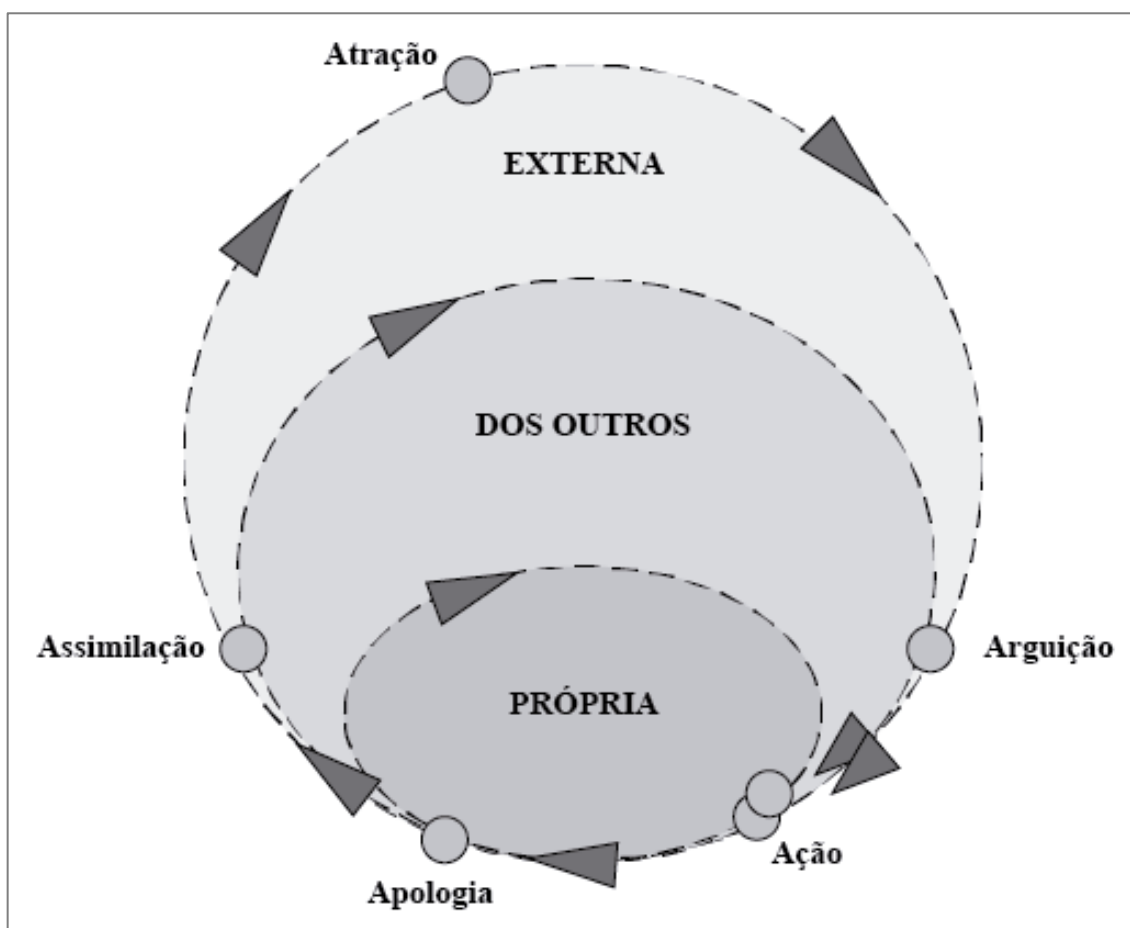 Atração
EXTERNA
DOS OUTROS
Assimilação
Arguição
PRÓPRIA
Ação
Apologia